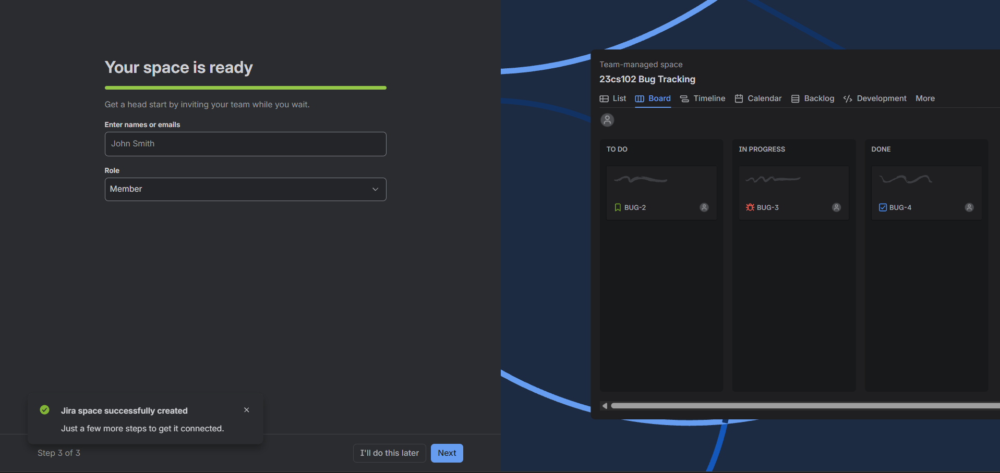 Your space is ready
Get a head start by inviting your team while you wait.
Enter names or emails
John Smith
Role
Member
Jira space successfully created
Just a few more steps to get it connected.
Step 3 of 3
I'll do this later
Next
Team-managed space
23cs102 Bug Tracking
List Board Timeline Calendar Backlog Development More
TO DO IN PROGRESS DONE
BUG-2 BUG-3 BUG-4